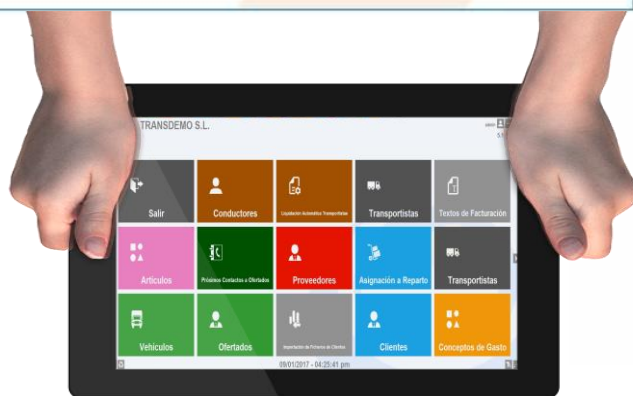 TRANSDEMO S.L.
admin
Salir
Conductores
Liquidación Automática Transportistas
Transportistas
Textos de Facturación
Artículos
Próximos Contactos a Ofertados
Proveedores
Asignación a Reparto
Transportistas
Vehículos
Ofertados
Importación de Ficheros de Clientes
Clientes
Conceptos de Gasto
09/01/2017 - 04:25:41 pm